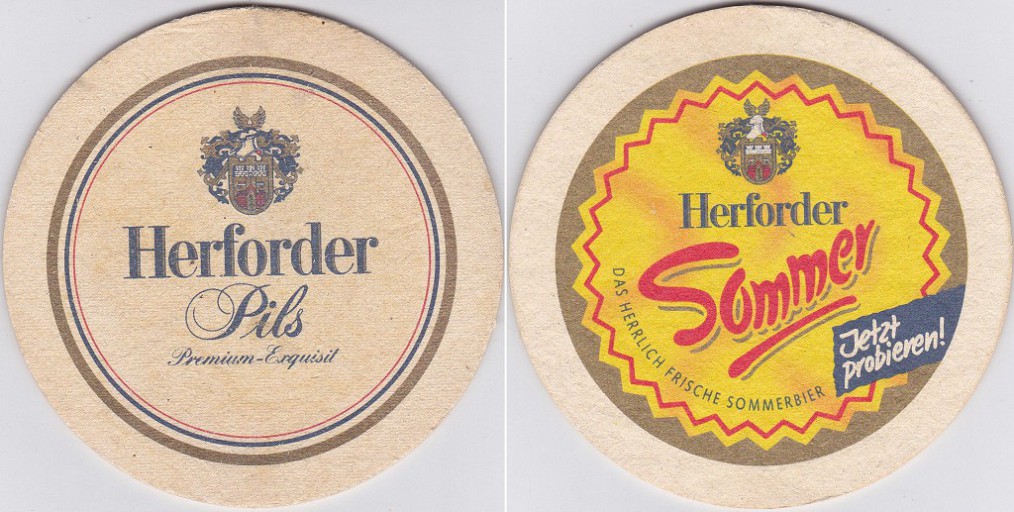 Herforder
Pils
Premium-Exquisit
Herforder
Sommer
DAS HERRLICH FRISCHE SOMMERBIER
Jetzt
probieren!